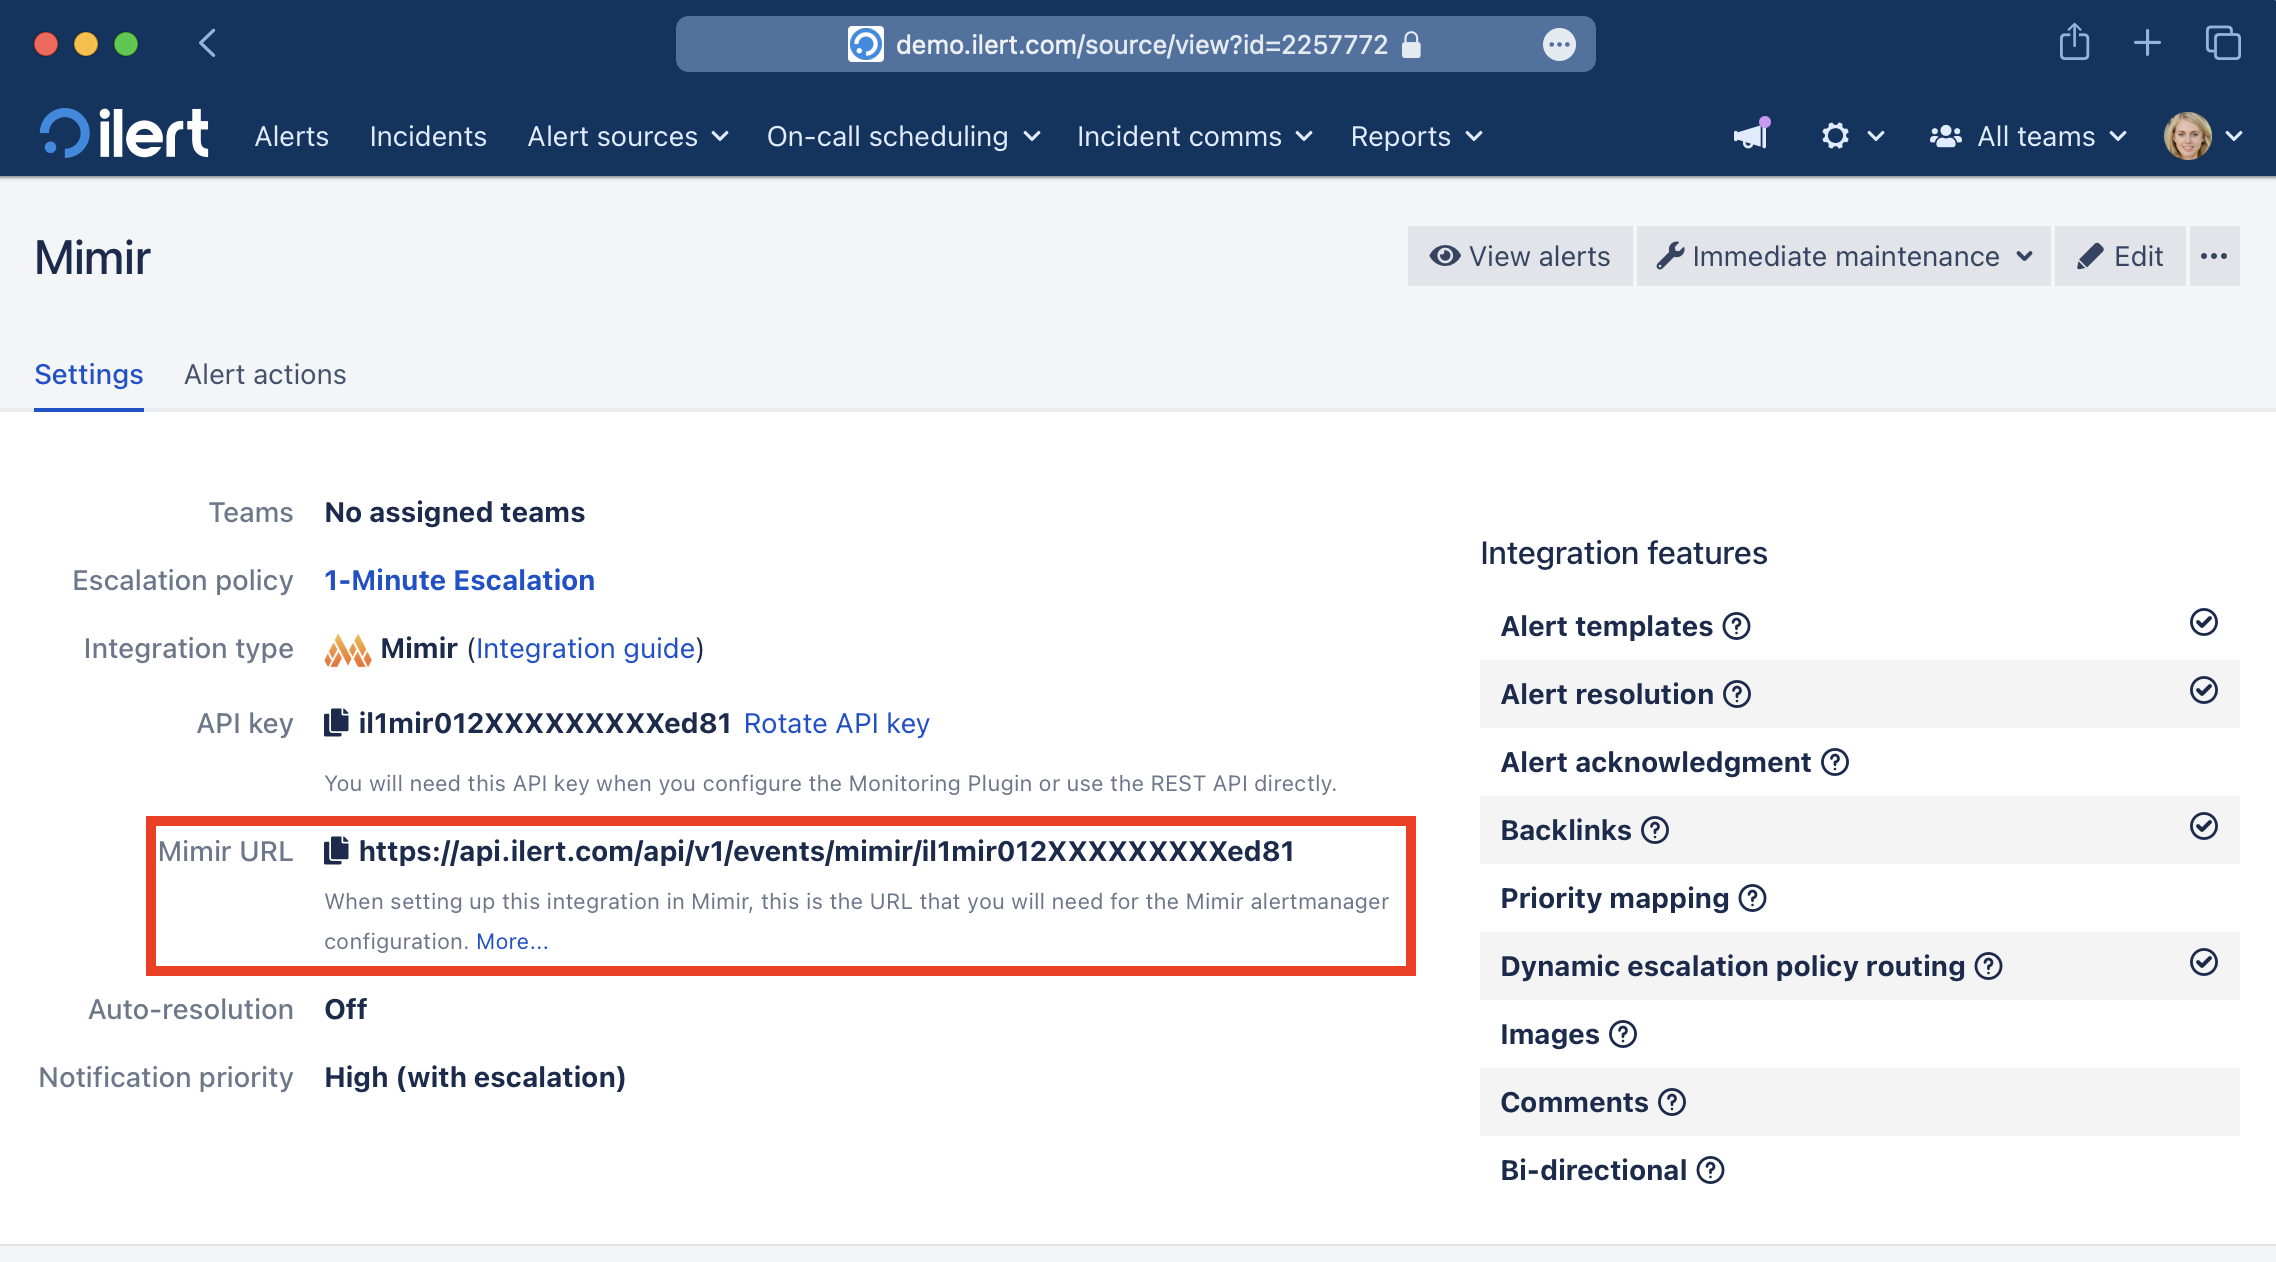 demo.ilert.com/source/view?id=2257772
ilert Alerts Incidents Alert sources On-call scheduling Incident comms Reports All teams
Mimir
View alerts Immediate maintenance Edit
Settings Alert actions
Teams No assigned teams
Escalation policy 1-Minute Escalation
Integration type Mimir (Integration guide)
API key il1mir012XXXXXXXXXed81 Rotate API key
You will need this API key when you configure the Monitoring Plugin or use the REST API directly.
Mimir URL https://api.ilert.com/api/v1/events/mimir/il1mir012XXXXXXXXXed81
When setting up this integration in Mimir, this is the URL that you will need for the Mimir alertmanager
configuration. More...
Auto-resolution Off
Notification priority High (with escalation)
Integration features
Alert templates
Alert resolution
Alert acknowledgment
Backlinks
Priority mapping
Dynamic escalation policy routing
Images
Comments
Bi-directional